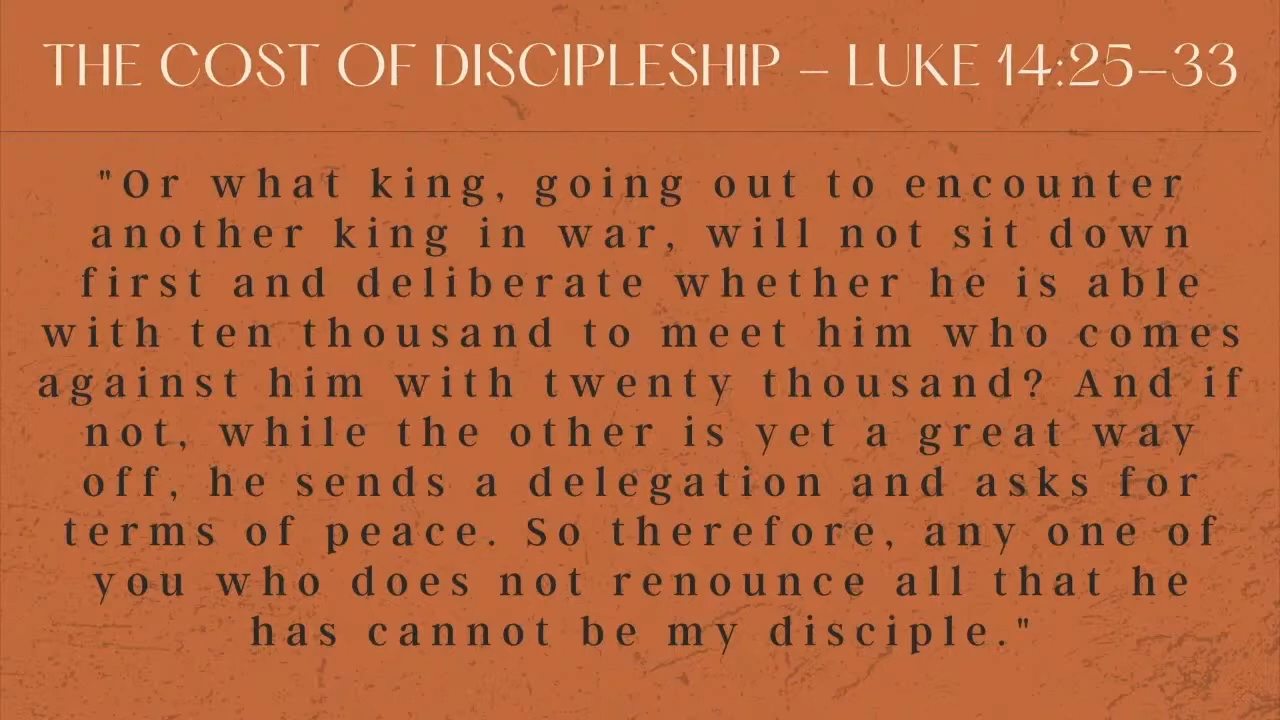 THE COST OF DISCIPLESHIP – LUKE 14:25–33
"Or what king, going out to encounter
another king in war, will not sit down
first and deliberate whether he is able
with ten thousand to meet him who comes
against him with twenty thousand? And if
not, while the other is yet a great way
off, he sends a delegation and asks for
terms of peace. So therefore, any one of
you who does not renounce all that he
has cannot be my disciple."